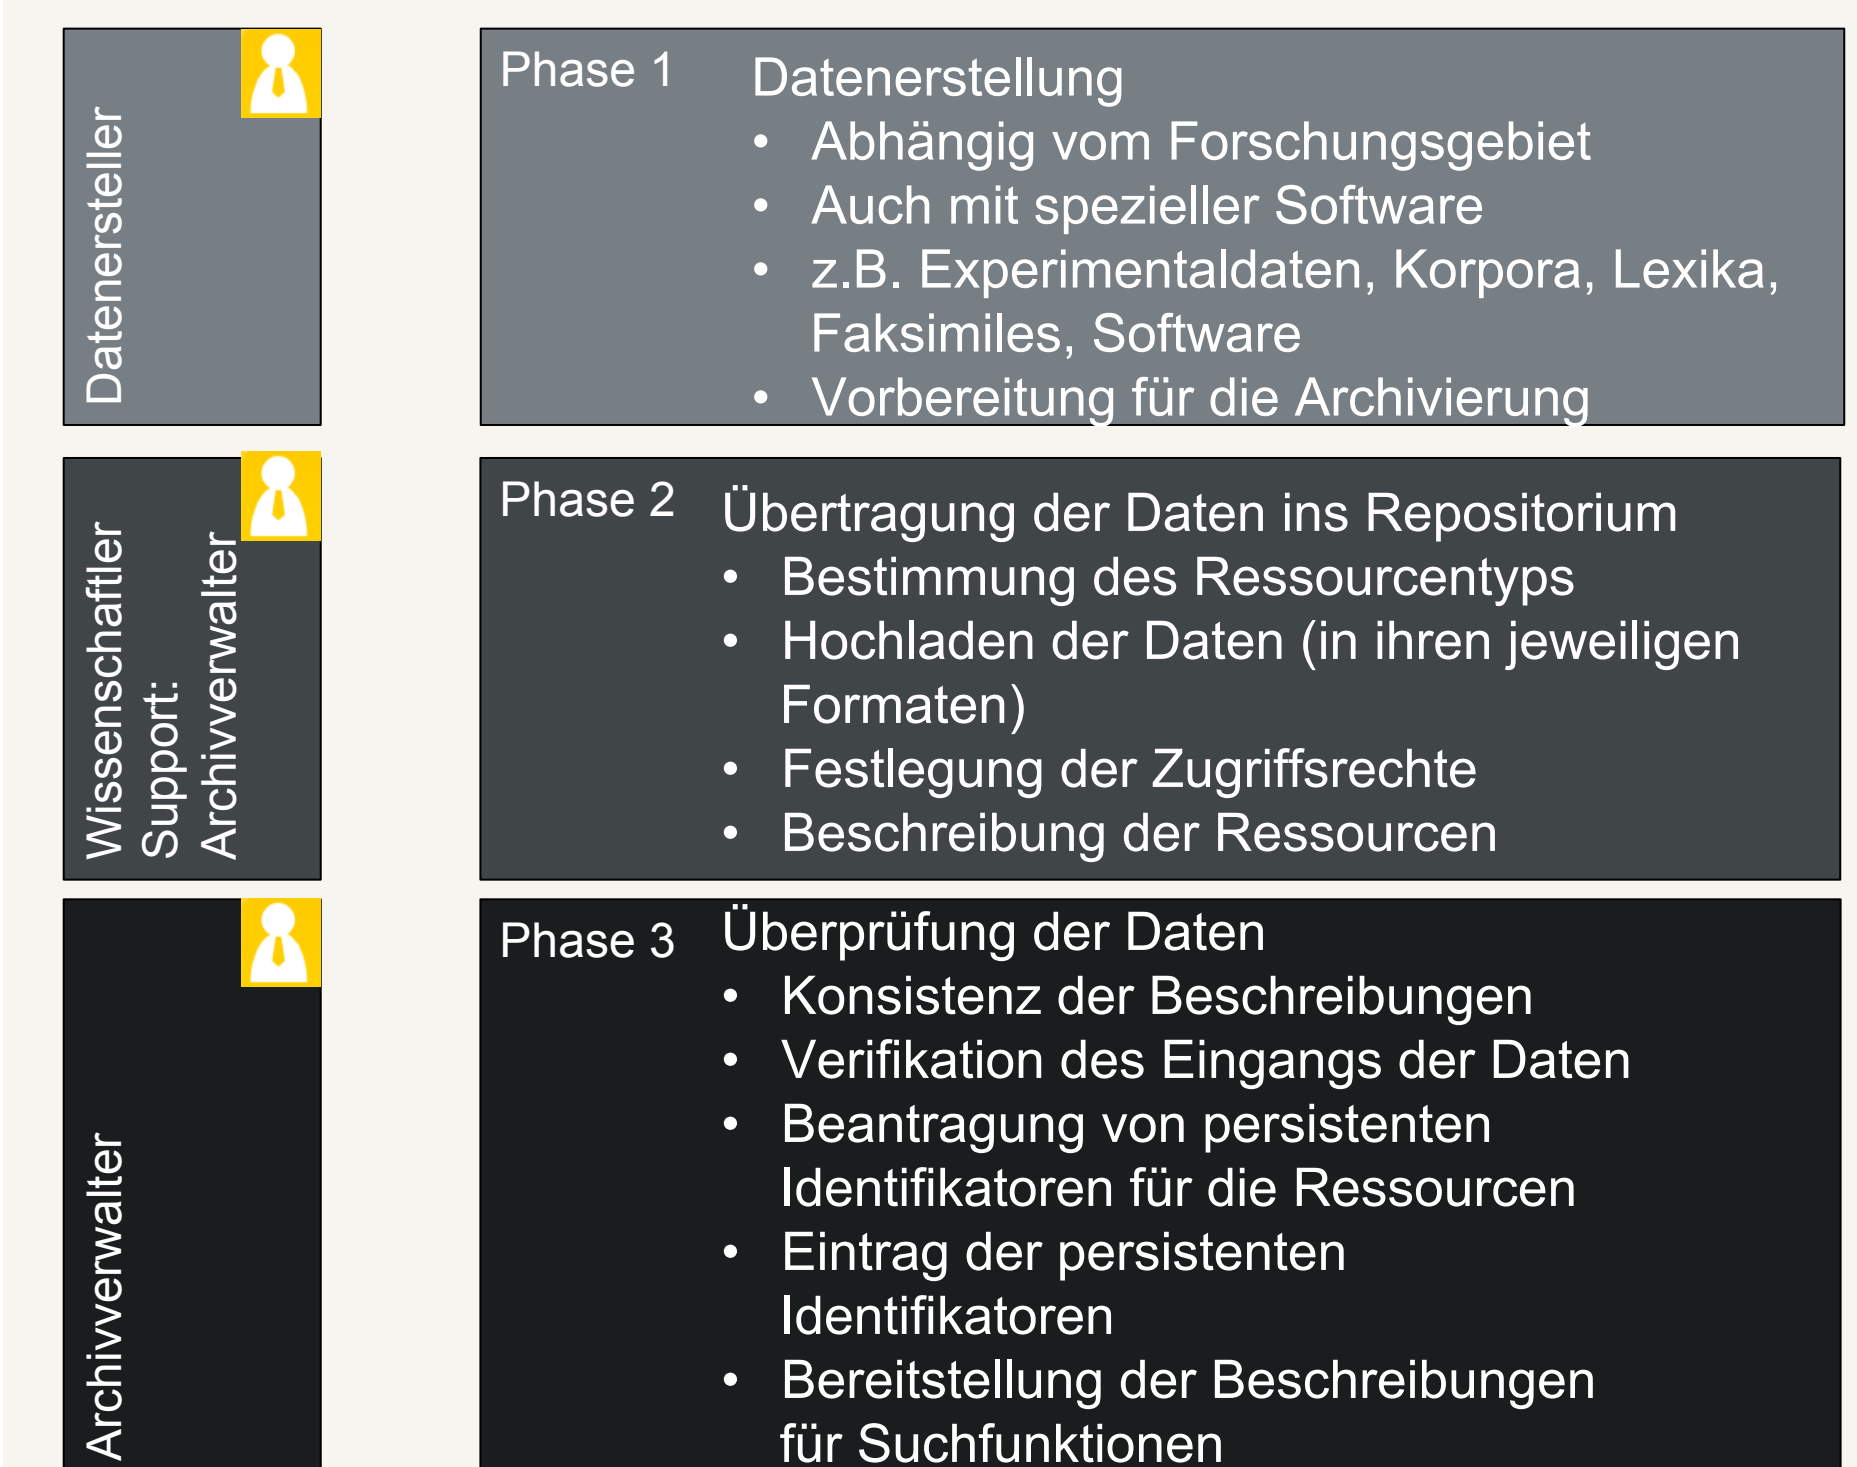 Datenersteller
Phase 1
Datenerstellung
• Abhängig vom Forschungsgebiet
• Auch mit spezieller Software
• z.B. Experimentaldaten, Korpora, Lexika,
Faksimiles, Software
• Vorbereitung für die Archivierung
Wissenschaftler
Support:
Archivverwalter
Phase 2
Übertragung der Daten ins Repositorium
• Bestimmung des Ressourcentyps
• Hochladen der Daten (in ihren jeweiligen
Formaten)
• Festlegung der Zugriffsrechte
• Beschreibung der Ressourcen
Archivverwalter
Phase 3
Überprüfung der Daten
• Konsistenz der Beschreibungen
• Verifikation des Eingangs der Daten
• Beantragung von persistenten
Identifikatoren für die Ressourcen
• Eintrag der persistenten
Identifikatoren
• Bereitstellung der Beschreibungen
für Suchfunktionen